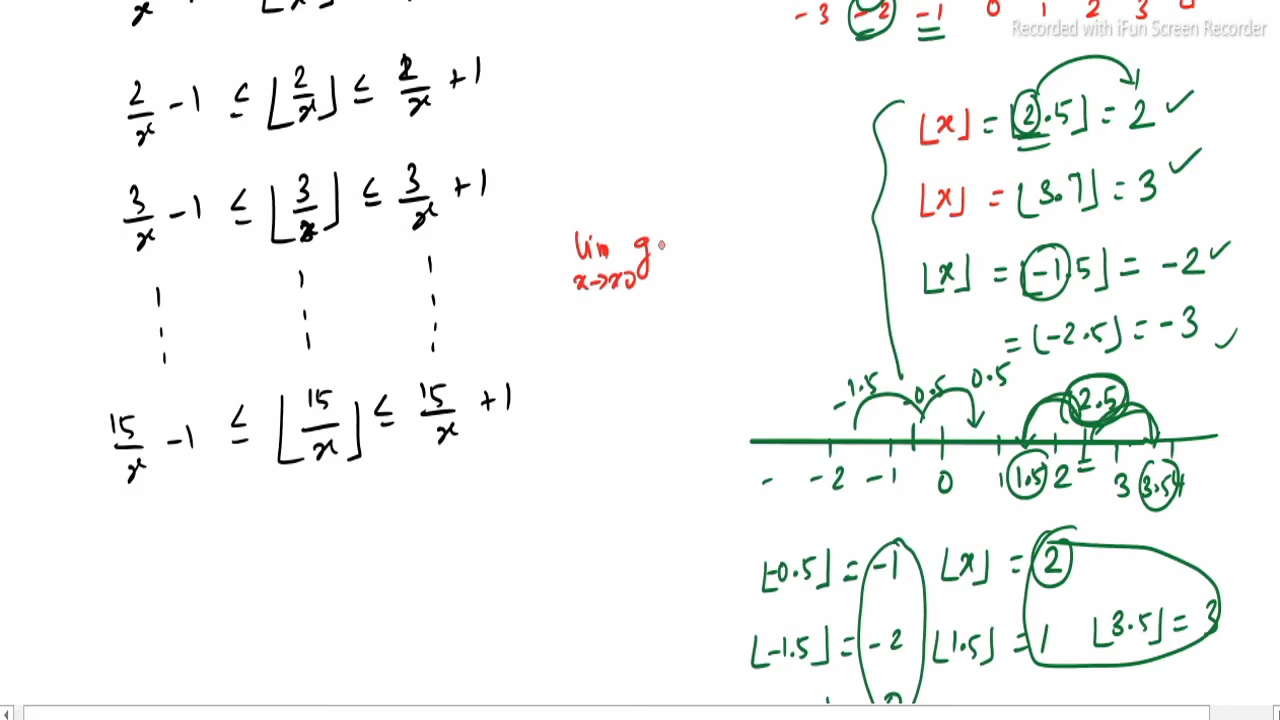 - 3 -2 -1 0 1 2 3
Recorded with iFun Screen Recorder
2/x - 1 ≤ ⌊2/x⌋ ≤ 2/x + 1
3/x - 1 ≤ ⌊3/x⌋ ≤ 3/x + 1
15/x - 1 ≤ ⌊15/x⌋ ≤ 15/x + 1
lim x→x0 g
⌊x⌋ = ⌊2.5⌋ = 2 ✓
⌊x⌋ = ⌊3.7⌋ = 3 ✓
⌊x⌋ = ⌊-1.5⌋ = -2 ✓
= ⌊-2.5⌋ = -3 ✓
-1.5 -0.5 0.5 2.5
- -2 -1 0 1 1.5 2 = 3 3.5 4
⌊-0.5⌋ = -1 ⌊x⌋ = 2
⌊-1.5⌋ = -2 ⌊1.5⌋ = 1 ⌊3.5⌋ = 3